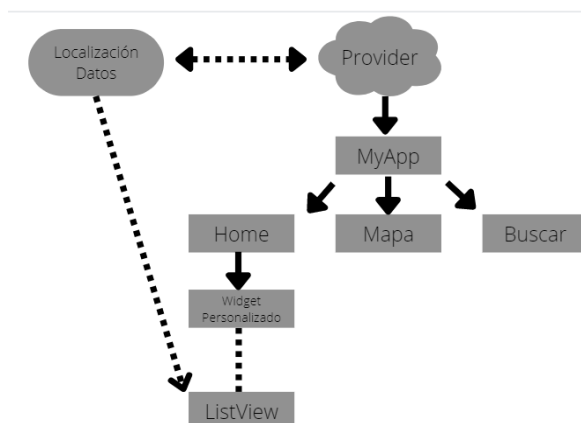 Localización
Datos
Provider
MyApp
Home
Mapa
Buscar
Widget
Personalizado
ListView